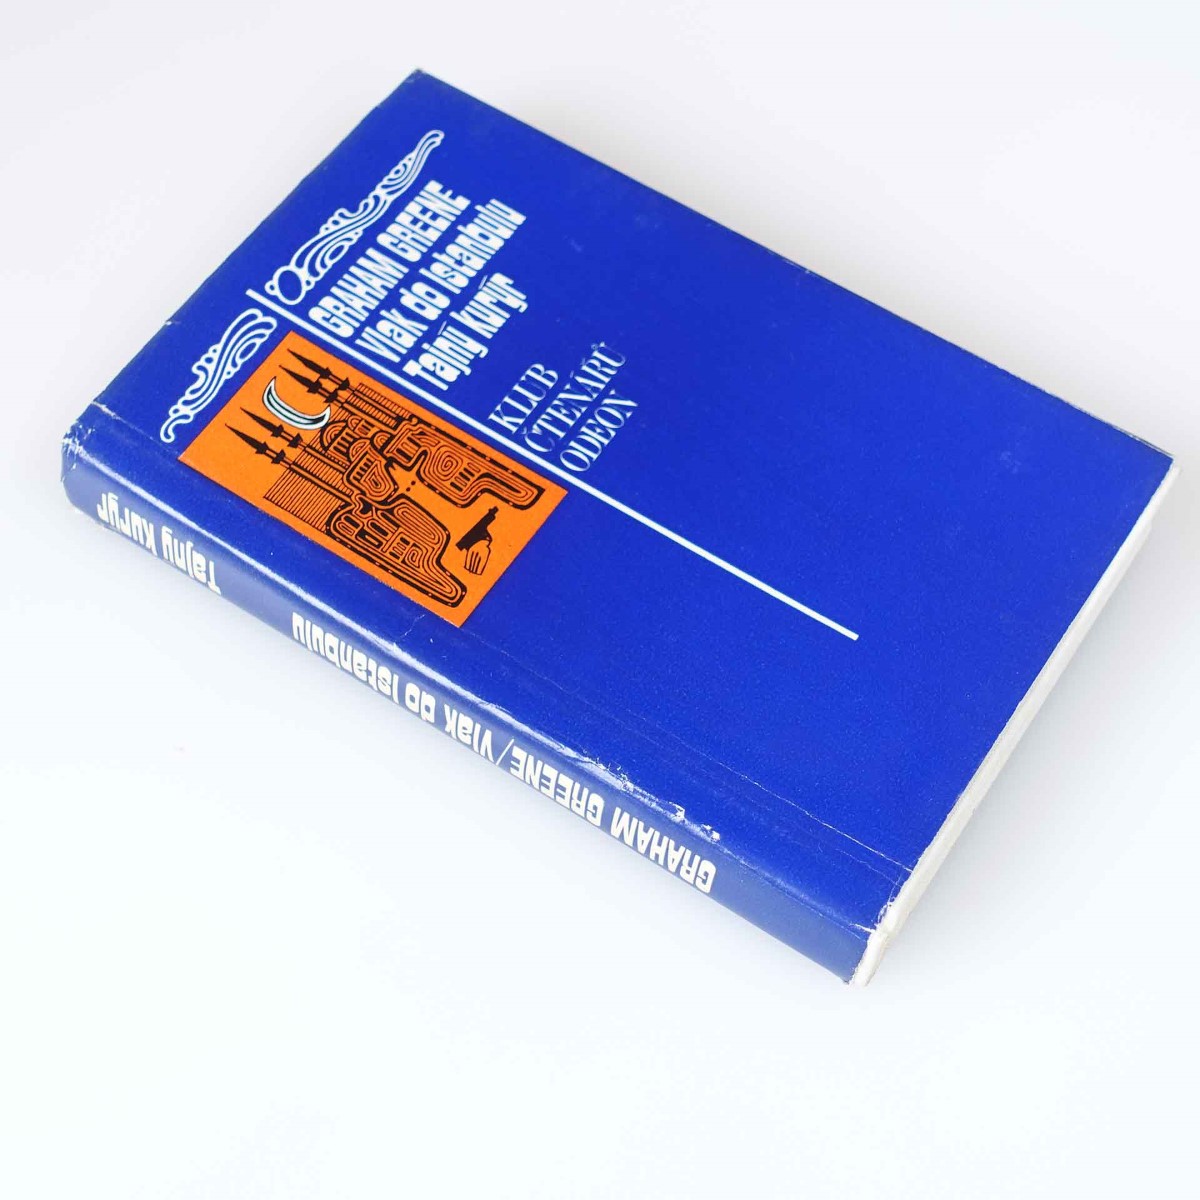 GRAHAM GREENE
Vlak do Istanbulu
Tajný kurýr
KLUB
ČTENÁŘŮ
ODEON
GRAHAM GREENE/Vlak do Istanbulu Tajný kurýr